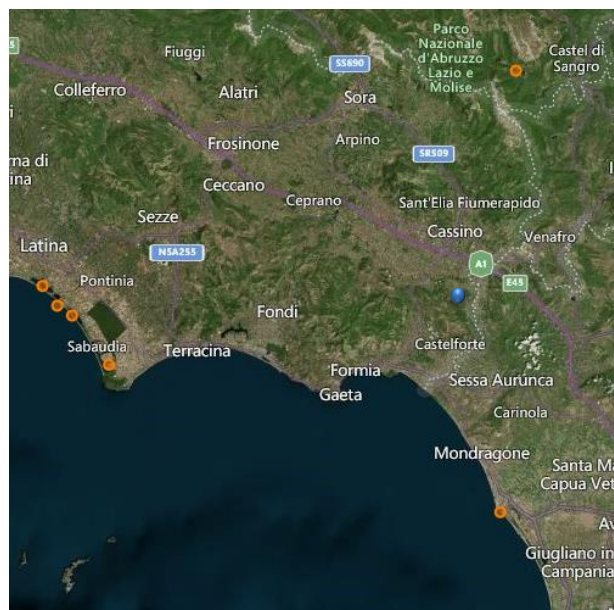 Parco
Nazionale
d'Abruzzo
Lazio e
Molise
Castel di
Sangro
Fiuggi
SS690
Colleferro
Alatri
Sora
Frosinone
Arpino
SR509
Ceccano
Ceprano
Sant'Elia Fiumerapido
Sezze
Cassino
Venafro
Latina
NSA255
A1
Pontinia
E45
Fondi
Sabaudia
Terracina
Castelforte
Formia
Gaeta
Sessa Aurunca
Carinola
Mondragone
Santa Ma
Capua Vet
Av
Giugliano in
Campania